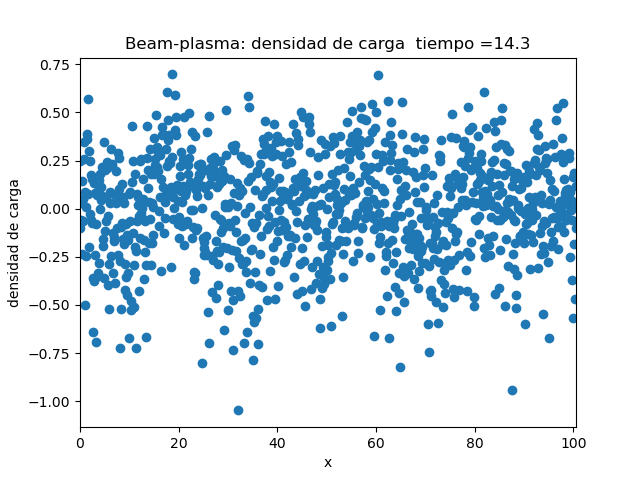 Beam-plasma: densidad de carga  tiempo =14.3
densidad de carga
0.75
0.50
0.25
0.00
−0.25
−0.50
−0.75
−1.00
0 20 40 60 80 100
x